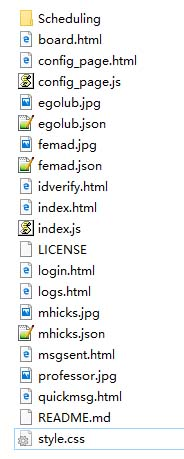 Scheduling
board.html
config_page.html
config_page.js
egolub.jpg
egolub.json
femad.jpg
femad.json
idverify.html
index.html
index.js
LICENSE
login.html
logs.html
mhicks.jpg
mhicks.json
msgsent.html
professor.jpg
quickmsg.html
README.md
style.css